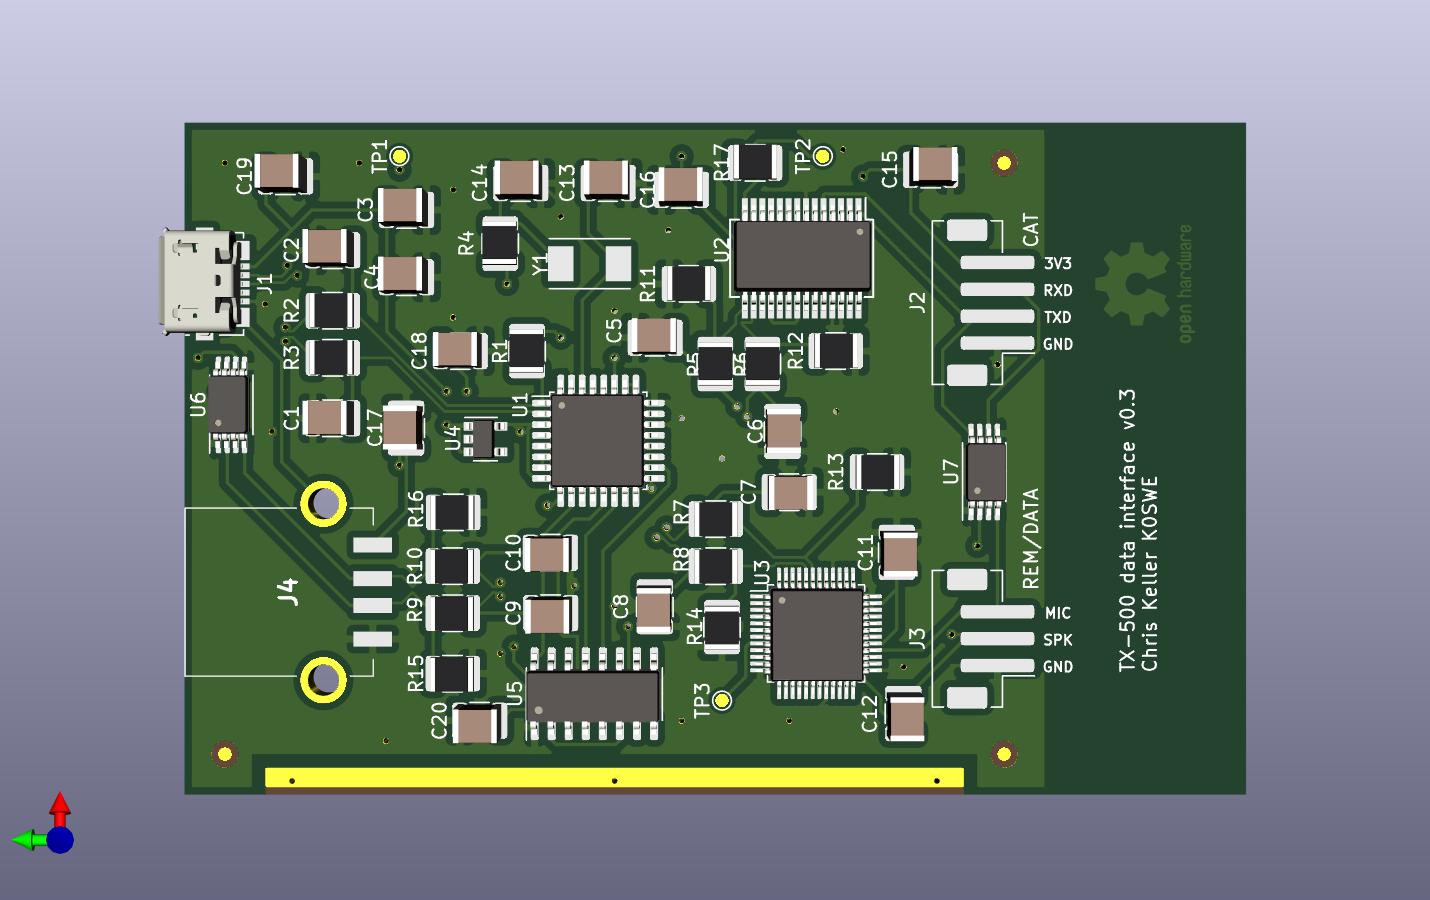 TP1
TP2
C19
C14
C13
C16
R17
C15
C3
C2
C4
R4
Y1
U2
R11
J1
R2
R3
C18
R1
C5
R5
R6
R12
J2
CAT
3V3
RXD
TXD
GND
open hardware
U6
C1
C17
U4
U1
C6
R13
U7
C7
R16
R10
R9
R15
C10
C9
C8
R7
R8
R14
U3
C11
J4
J3
REM/DATA
MIC
SPK
GND
C20
U5
TP3
C12
TX-500 data interface v0.3
Chris Keller K0SWE